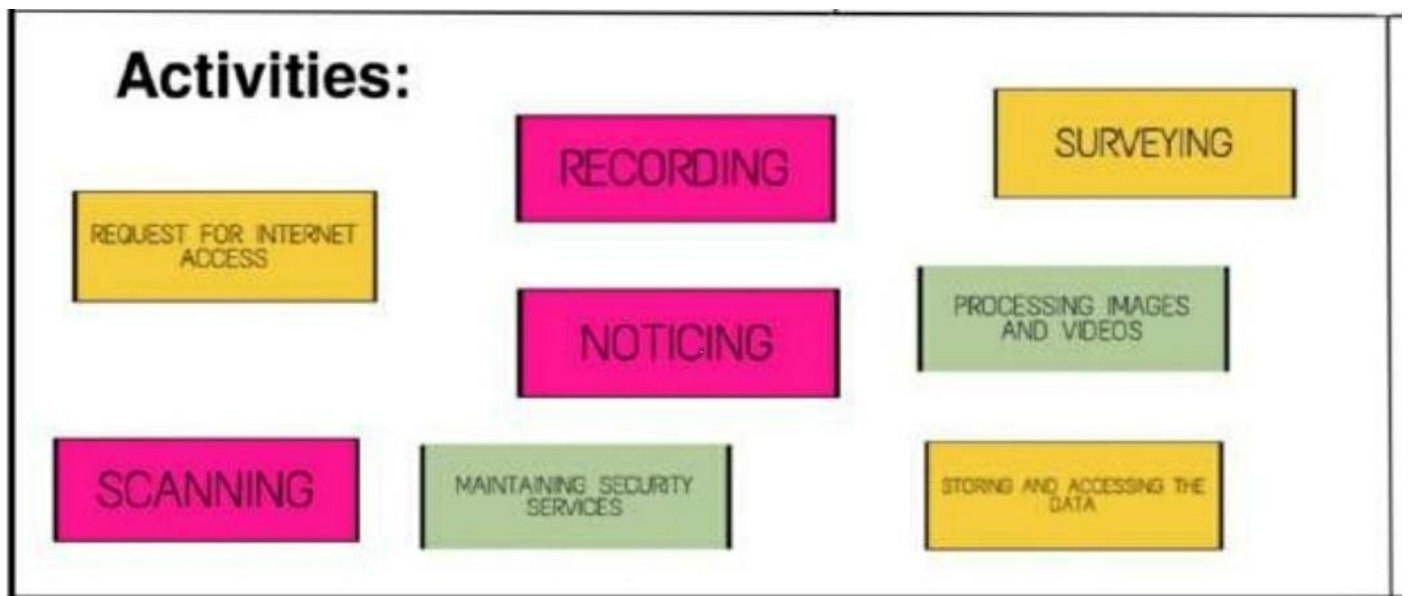 Activities:
RECORDING
SURVEYING
REQUEST FOR INTERNET
ACCESS
NOTICING
PROCESSING IMAGES
AND VIDEOS
SCANNING
MAINTAINING SECURITY
SERVICES
STORING AND ACCESSING THE
DATA